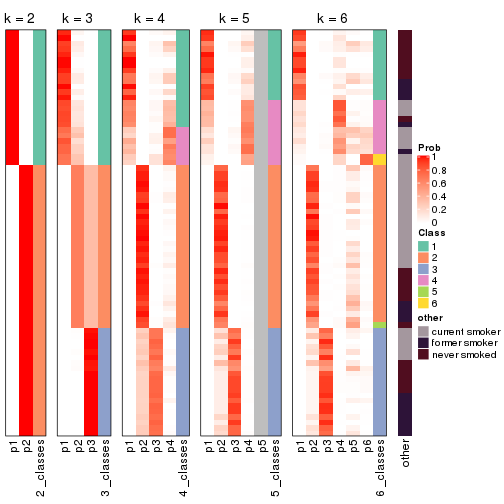 k = 2
k = 3
k = 4
k = 5
k = 6
p1
p2
2_classes
p1
p2
p3
3_classes
p1
p2
p3
p4
4_classes
p1
p2
p3
p4
p5
5_classes
p1
p2
p3
p4
p5
p6
6_classes
other
Prob
1
0.8
0.6
0.4
0.2
0
Class
1
2
3
4
5
6
other
current smoker
former smoker
never smoked